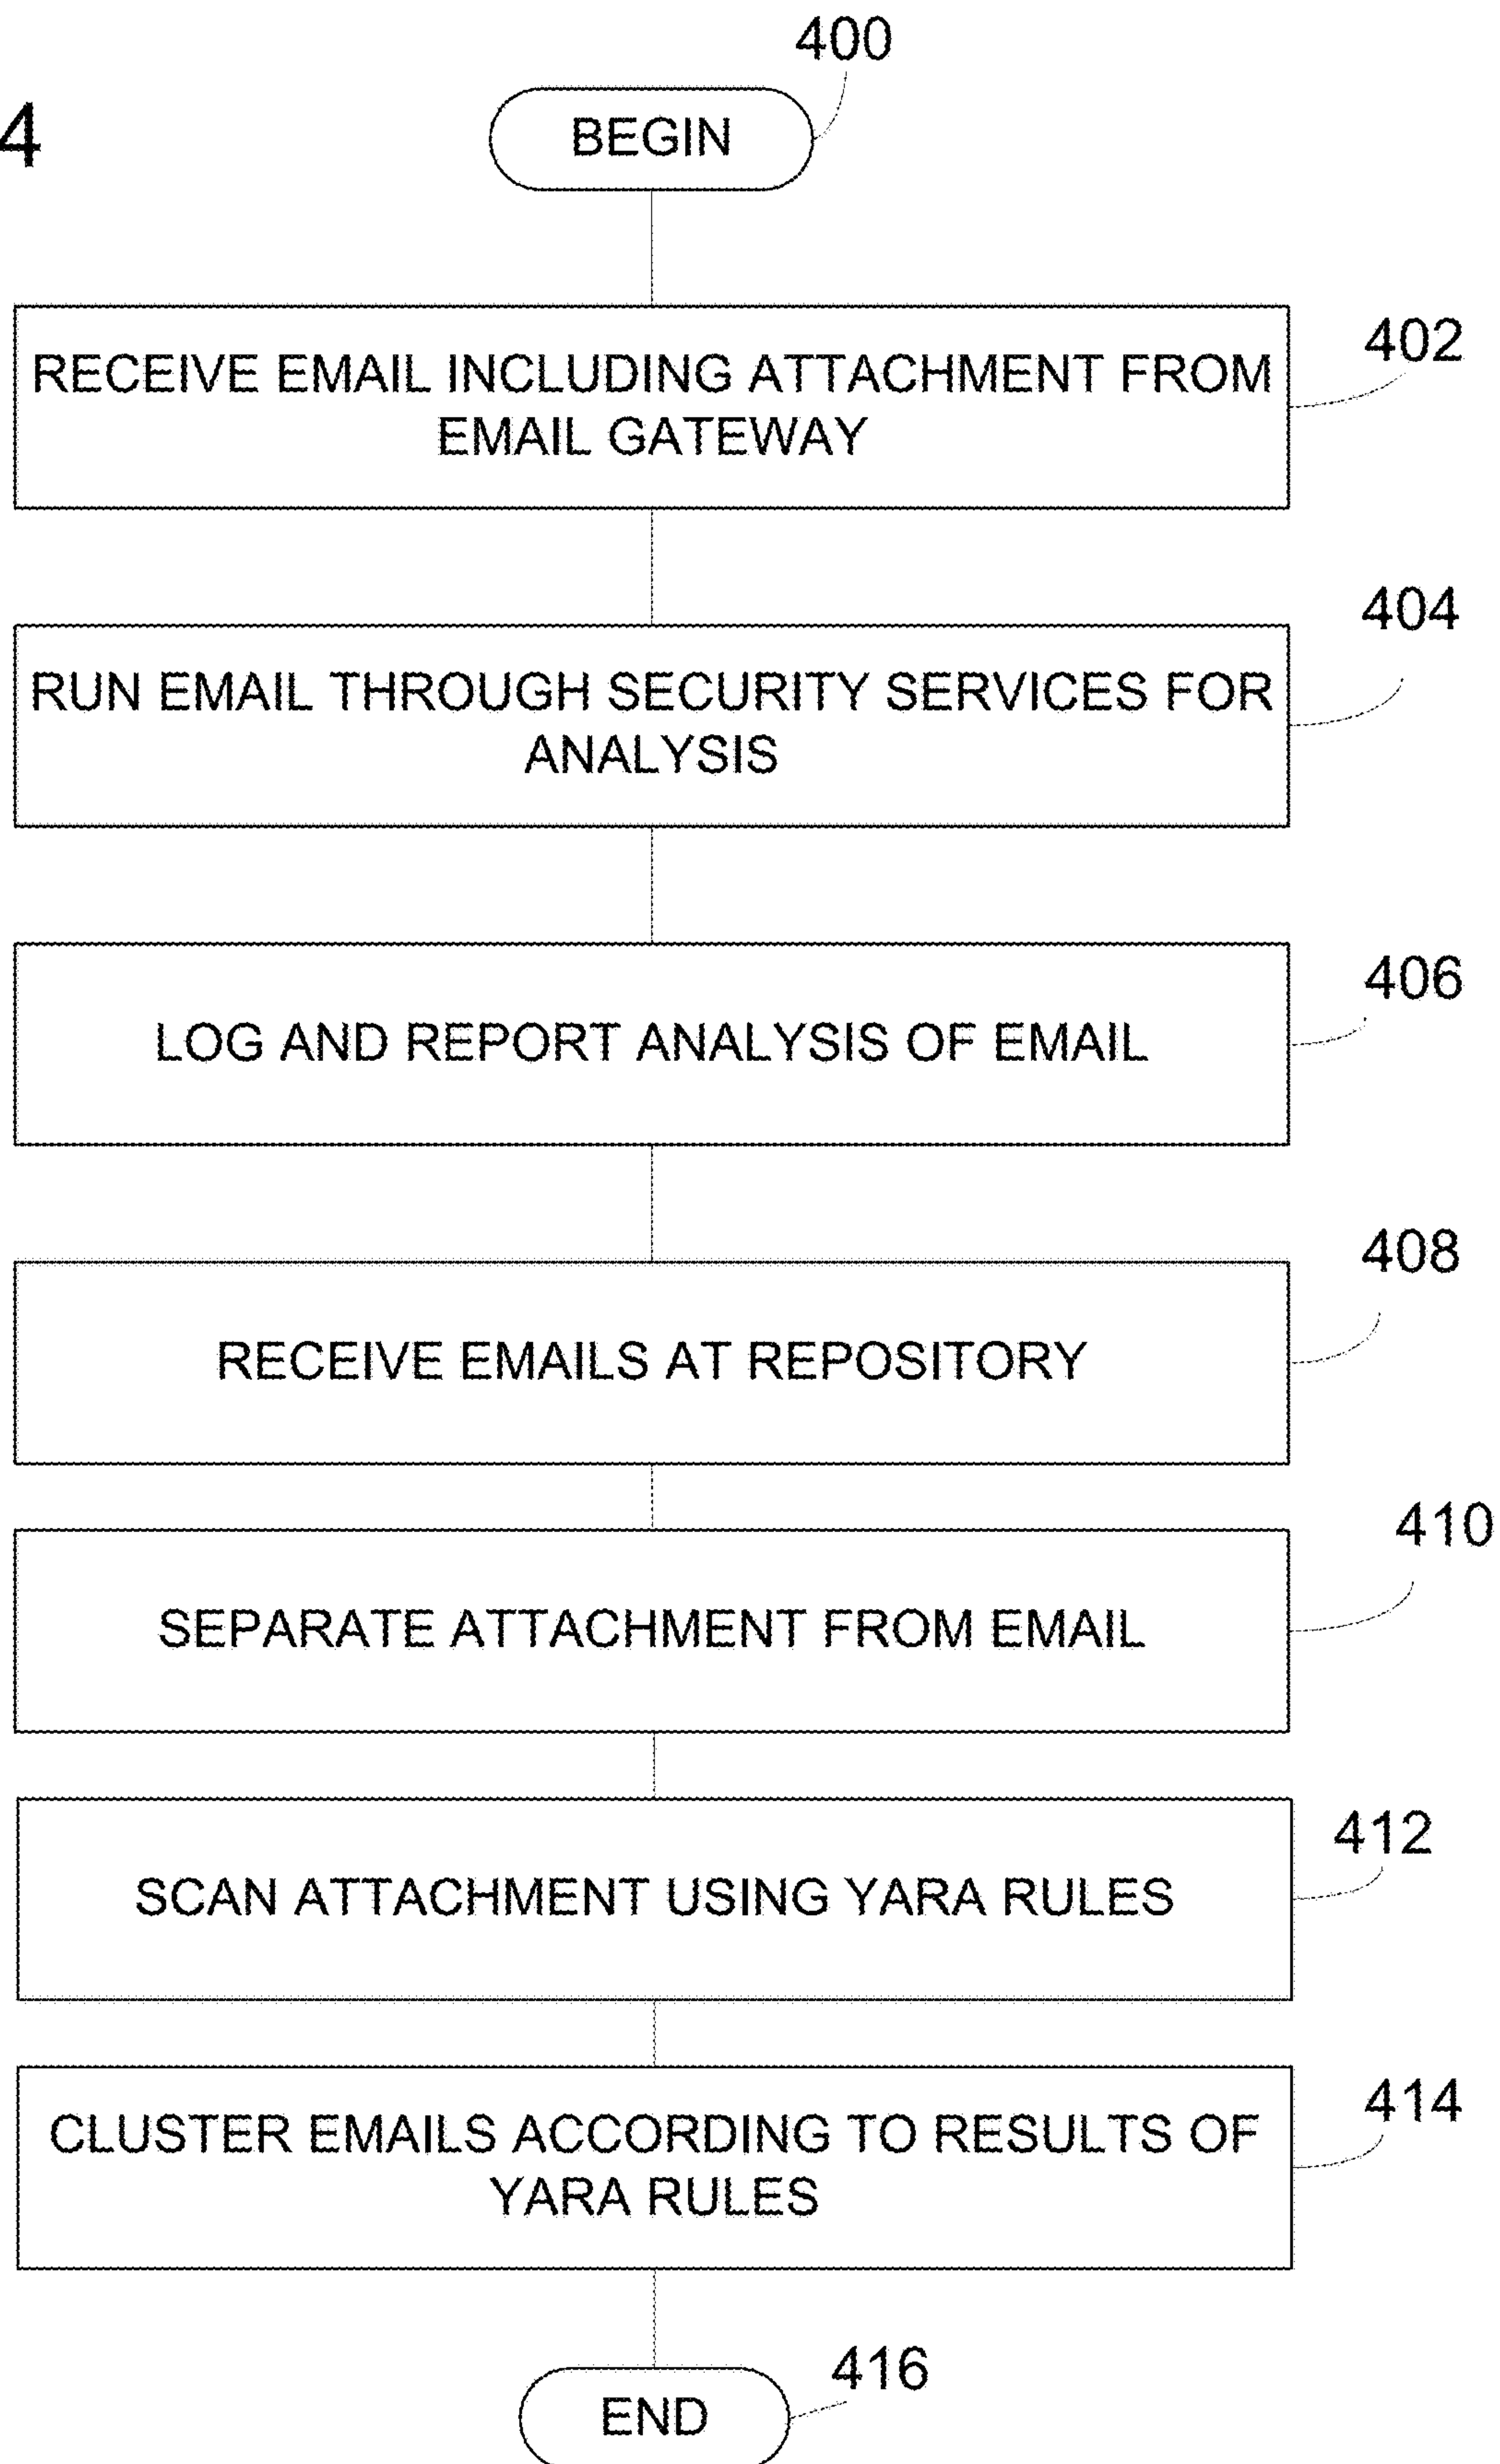 400
4
BEGIN
402
RECEIVE EMAIL INCLUDING ATTACHMENT FROM
EMAIL GATEWAY
404
RUN EMAIL THROUGH SECURITY SERVICES FOR
ANALYSIS
406
LOG AND REPORT ANALYSIS OF EMAIL
408
RECEIVE EMAILS AT REPOSITORY
410
SEPARATE ATTACHMENT FROM EMAIL
412
SCAN ATTACHMENT USING YARA RULES
414
CLUSTER EMAILS ACCORDING TO RESULTS OF
YARA RULES
416
END